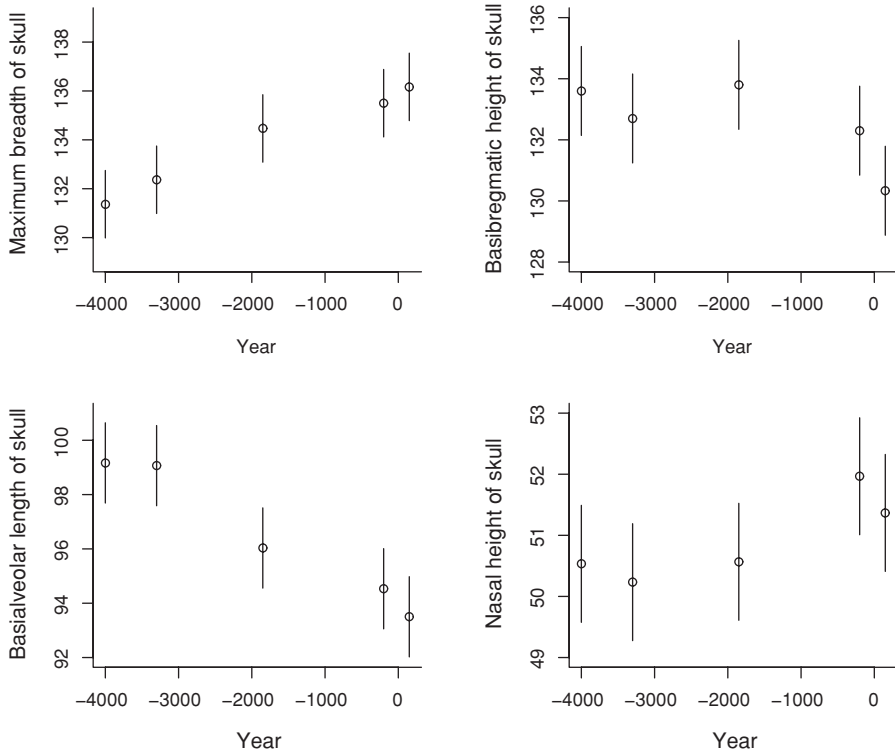 Maximum breadth of skull
138
136
134
132
130
−4000 −3000 −2000 −1000 0
Year
Basibregmatic height of skull
136
134
132
130
128
−4000 −3000 −2000 −1000 0
Year
Basialveolar length of skull
100
98
96
94
92
−4000 −3000 −2000 −1000 0
Year
Nasal height of skull
53
52
51
50
49
−4000 −3000 −2000 −1000 0
Year